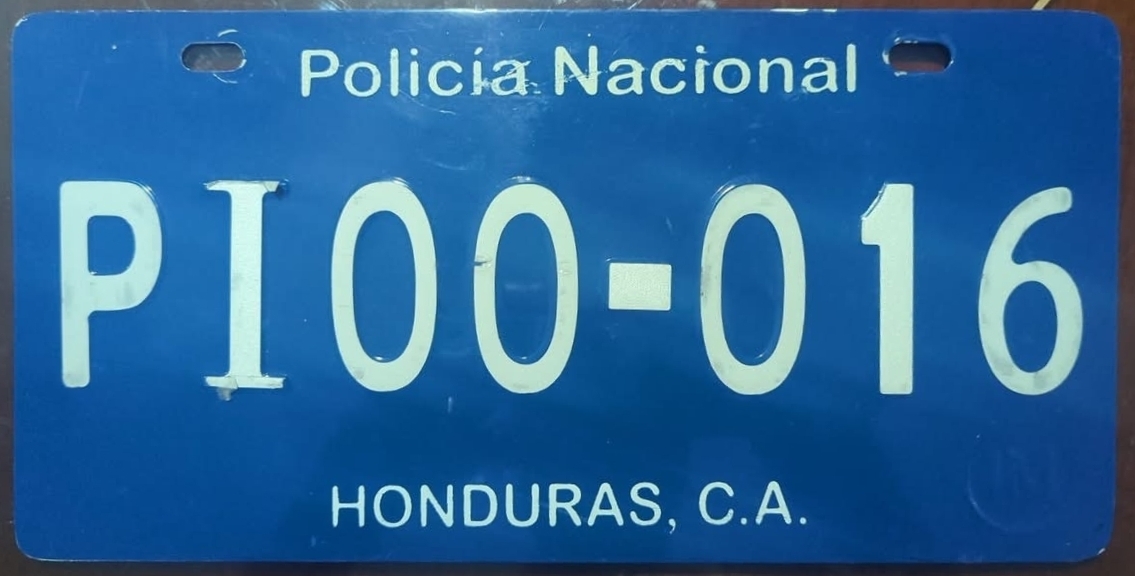 Policía Nacional
PI00-016
HONDURAS, C.A.